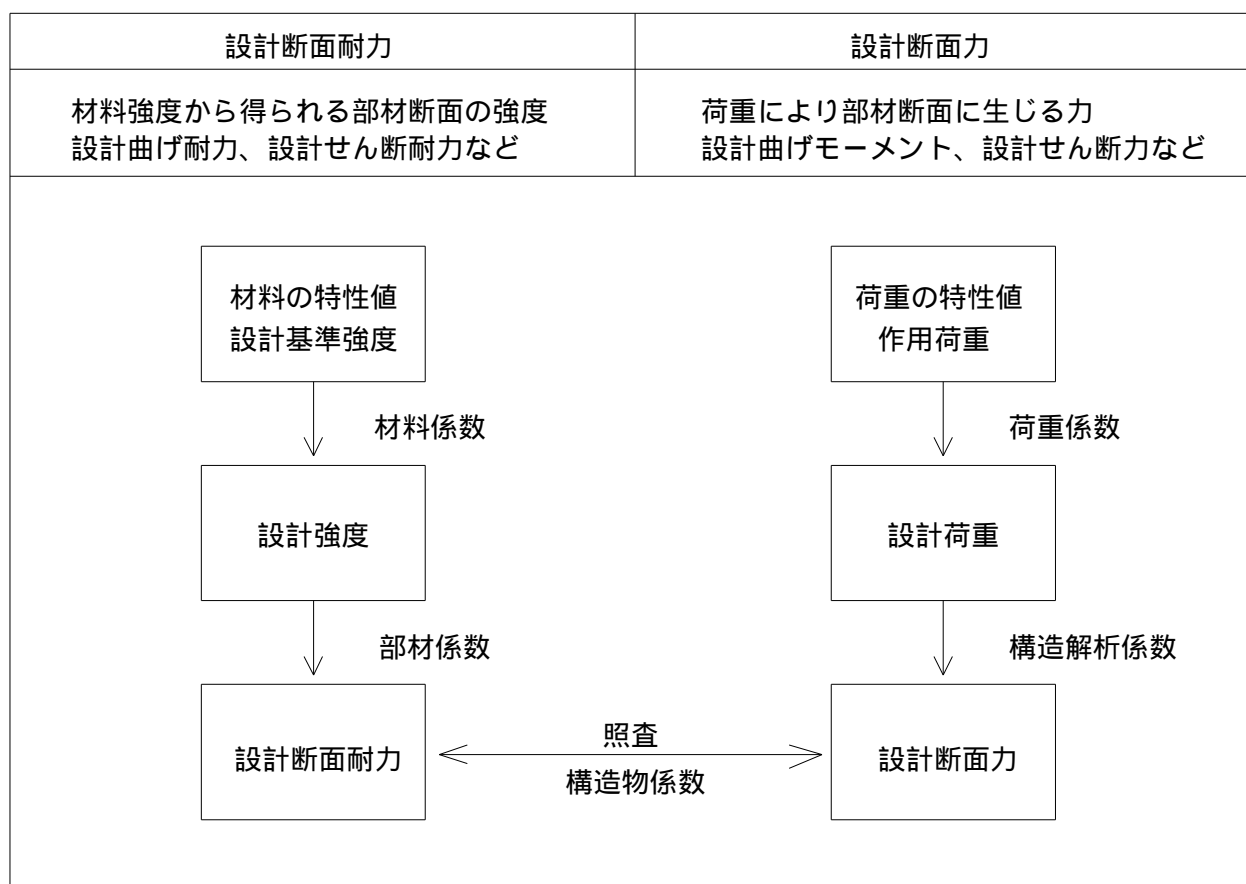 設計断面耐力
設計断面力
材料強度から得られる部材断面の強度
設計曲げ耐力、設計せん断耐力など
荷重により部材断面に生じる力
設計曲げモーメント、設計せん断力など
材料の特性値
設計基準強度
荷重の特性値
作用荷重
材料係数
荷重係数
設計強度
設計荷重
部材係数
構造解析係数
設計断面耐力
照査
構造物係数
設計断面力